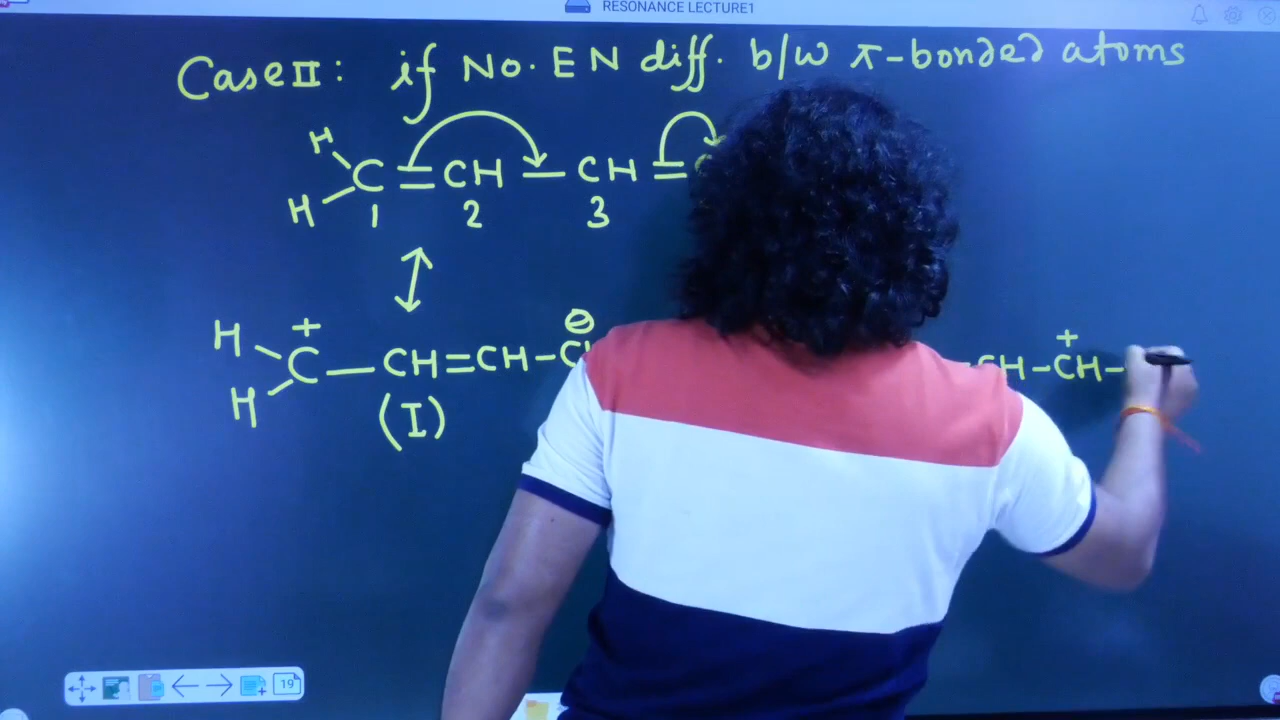 RESONANCE LECTURE1
Case II : if No. EN diff. b/w π-bonded atoms
H
C = CH — CH =
H
1 2 3
H + ⊖ +
C — CH = CH – C CH – CH –
H
(I)
19